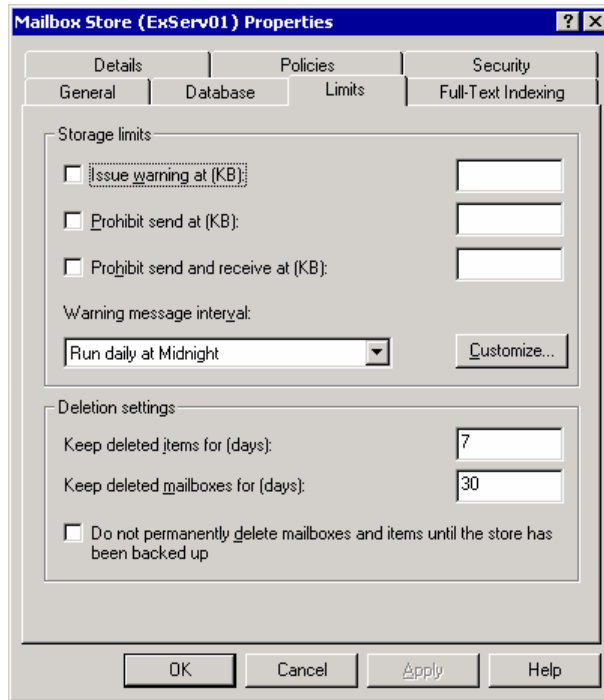 Mailbox Store (ExServ01) Properties
Details Policies Security
General Database Limits Full-Text Indexing
Storage limits
Issue warning at (KB):
Prohibit send at (KB):
Prohibit send and receive at (KB):
Warning message interval:
Run daily at Midnight Customize...
Deletion settings
Keep deleted items for (days): 7
Keep deleted mailboxes for (days): 30
Do not permanently delete mailboxes and items until the store has
been backed up
OK Cancel Apply Help